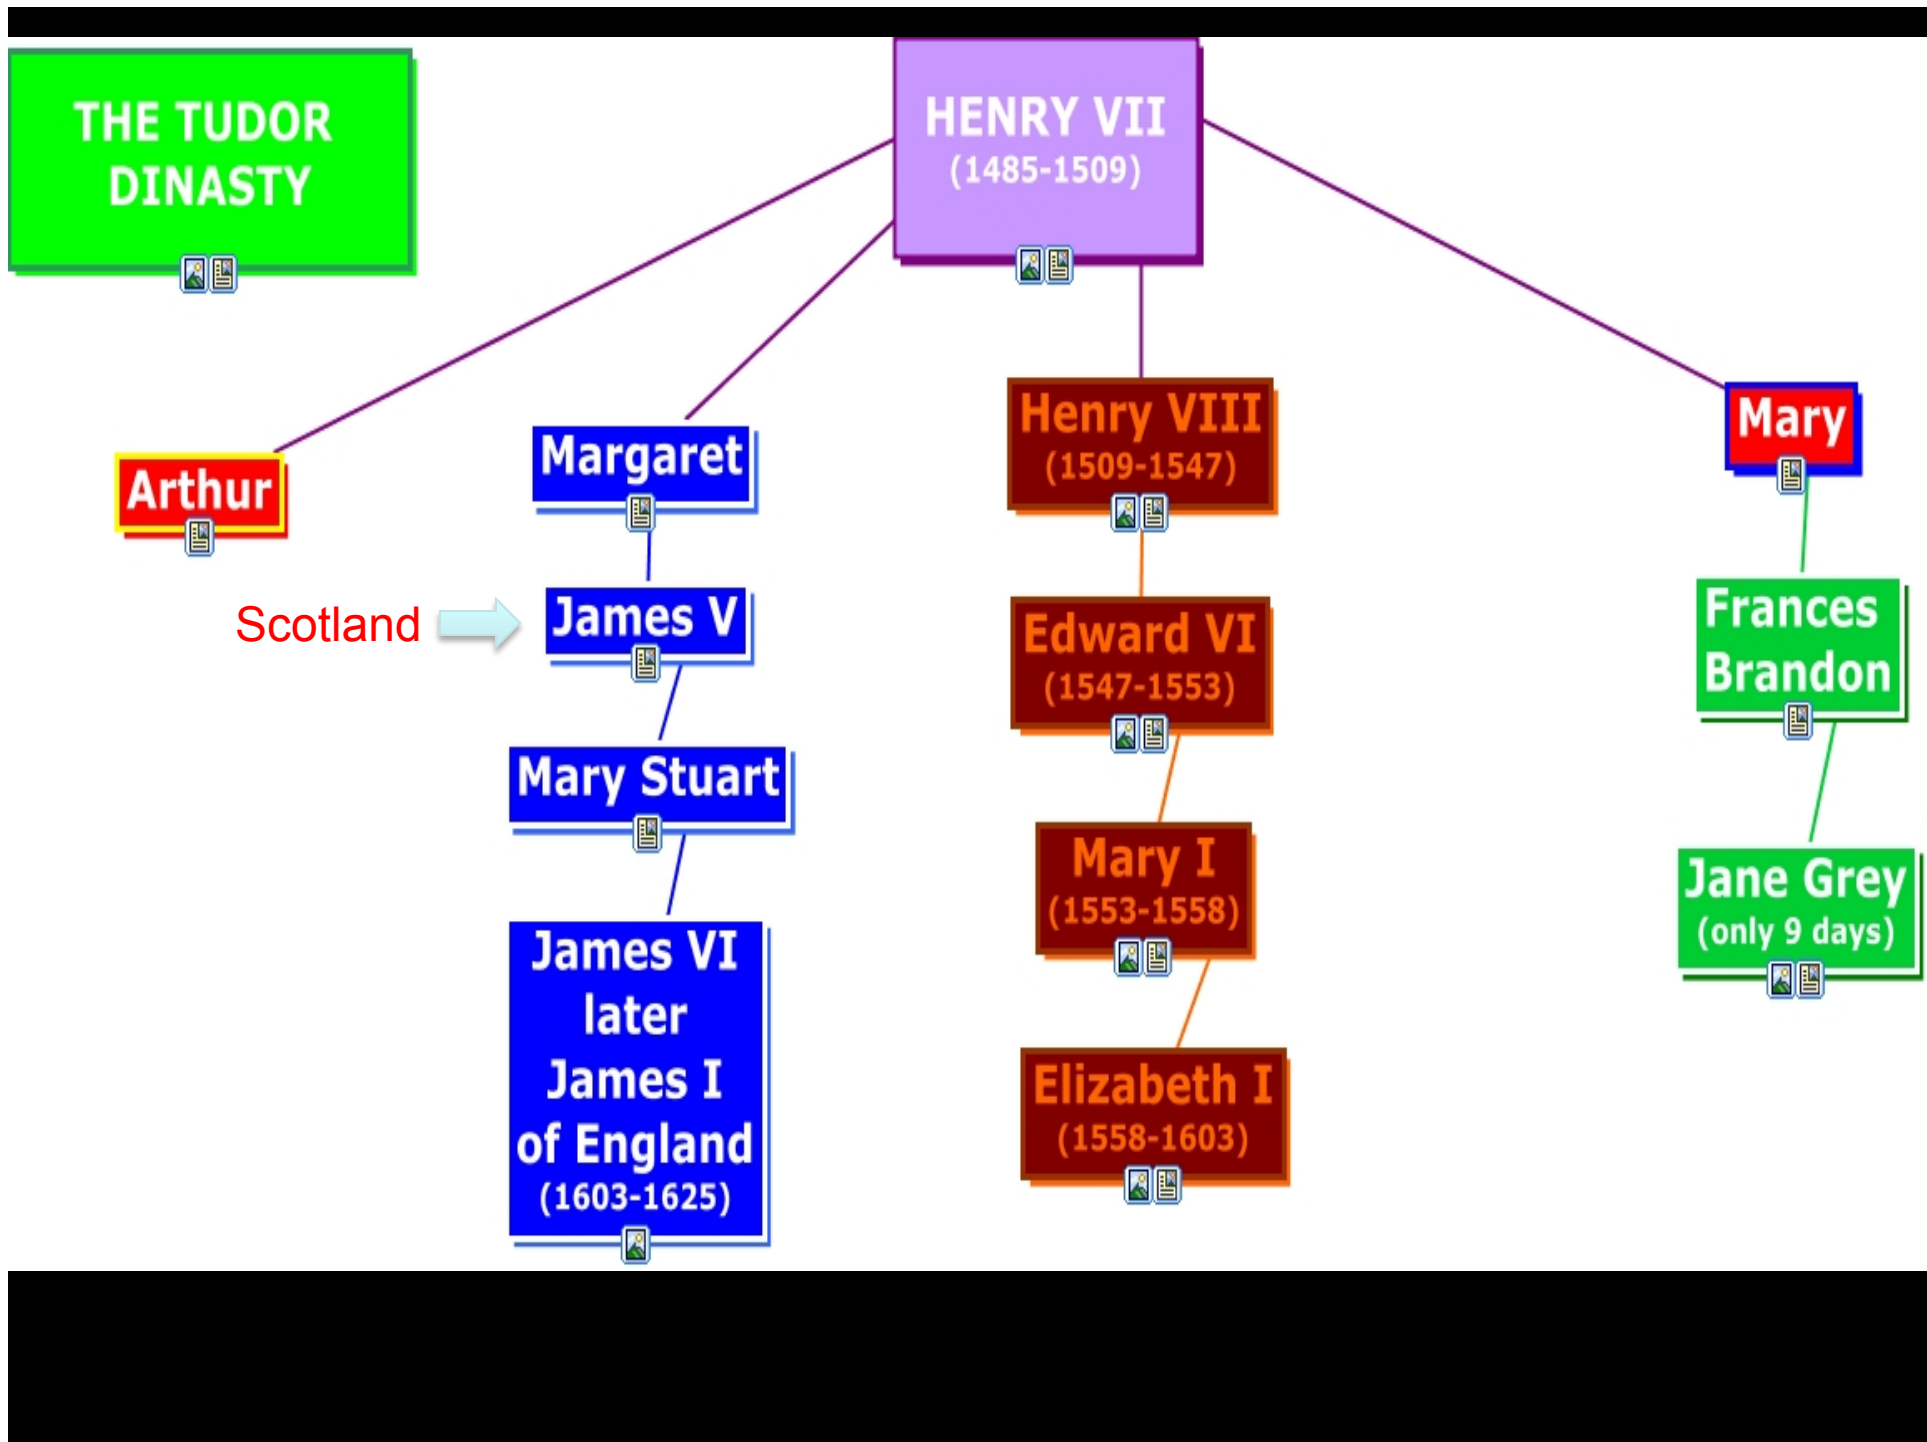 THE TUDOR
DINASTY
HENRY VII
(1485-1509)
Arthur
Margaret
Henry VIII
(1509-1547)
Mary
Scotland
James V
Edward VI
(1547-1553)
Frances
Brandon
Mary Stuart
Mary I
(1553-1558)
Jane Grey
(only 9 days)
James VI
later
James I
of England
(1603-1625)
Elizabeth I
(1558-1603)